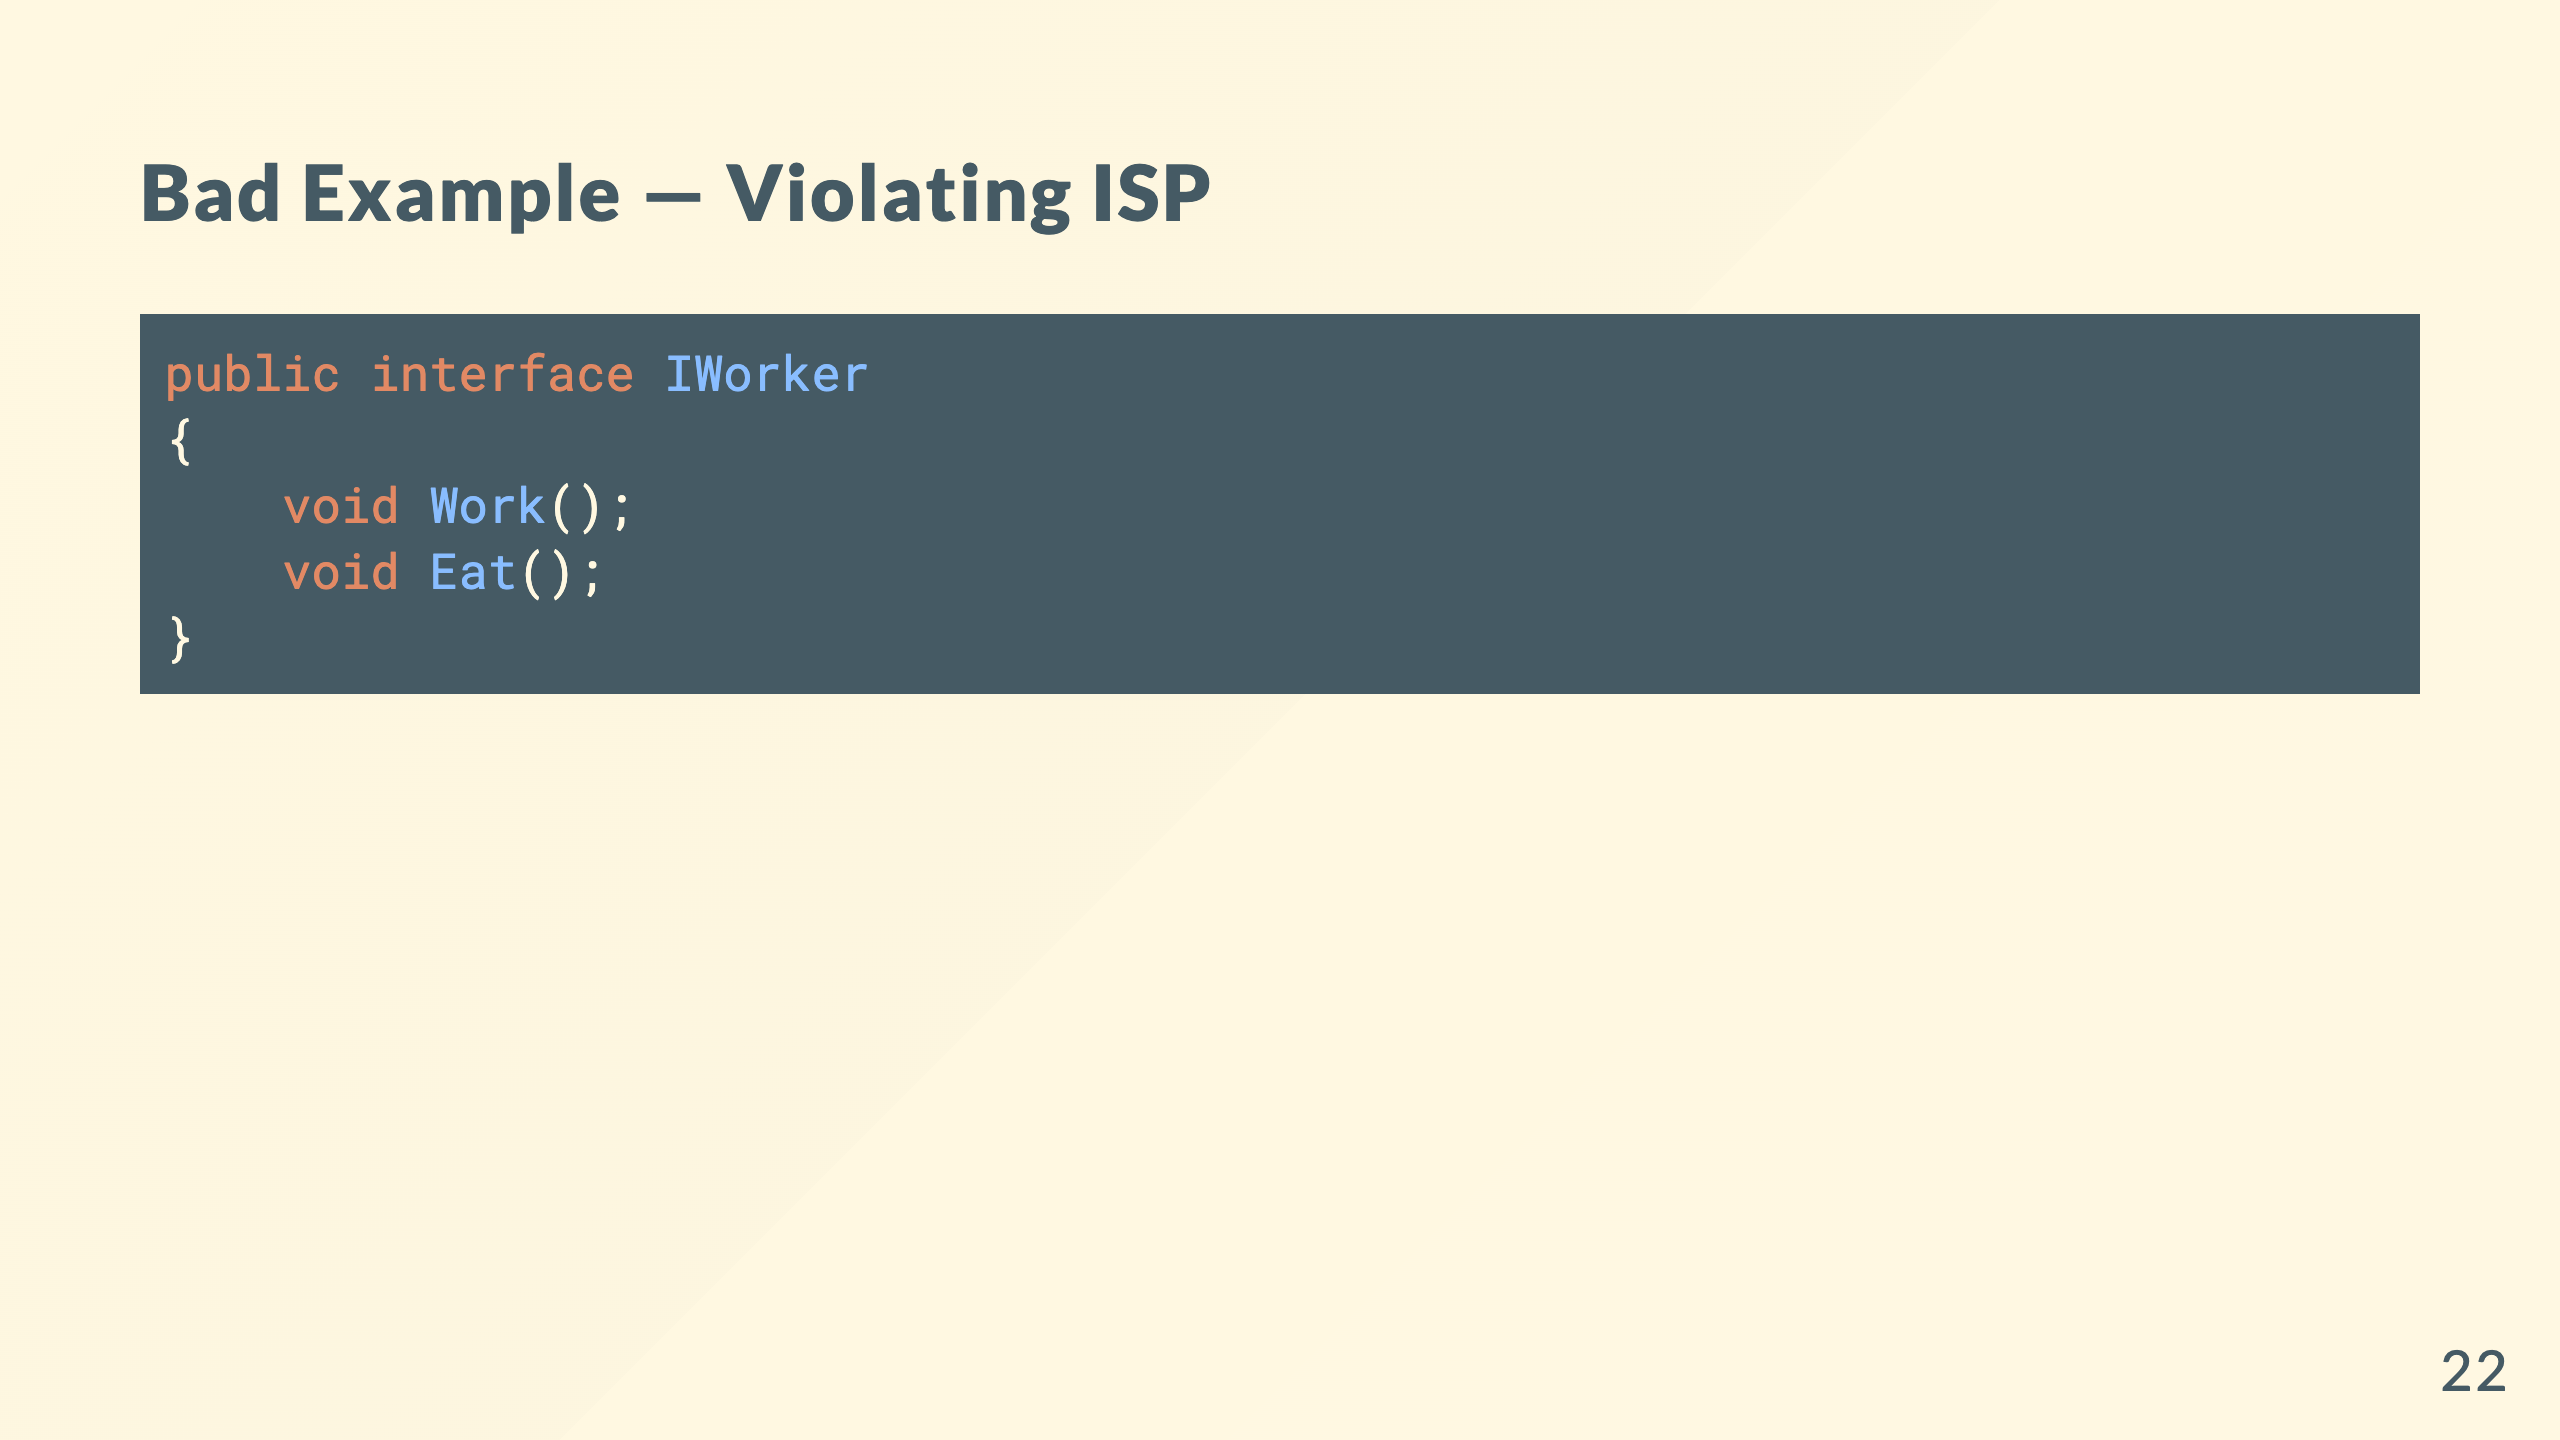 Bad Example — Violating ISP
public interface IWorker
{
    void Work();
    void Eat();
}
22